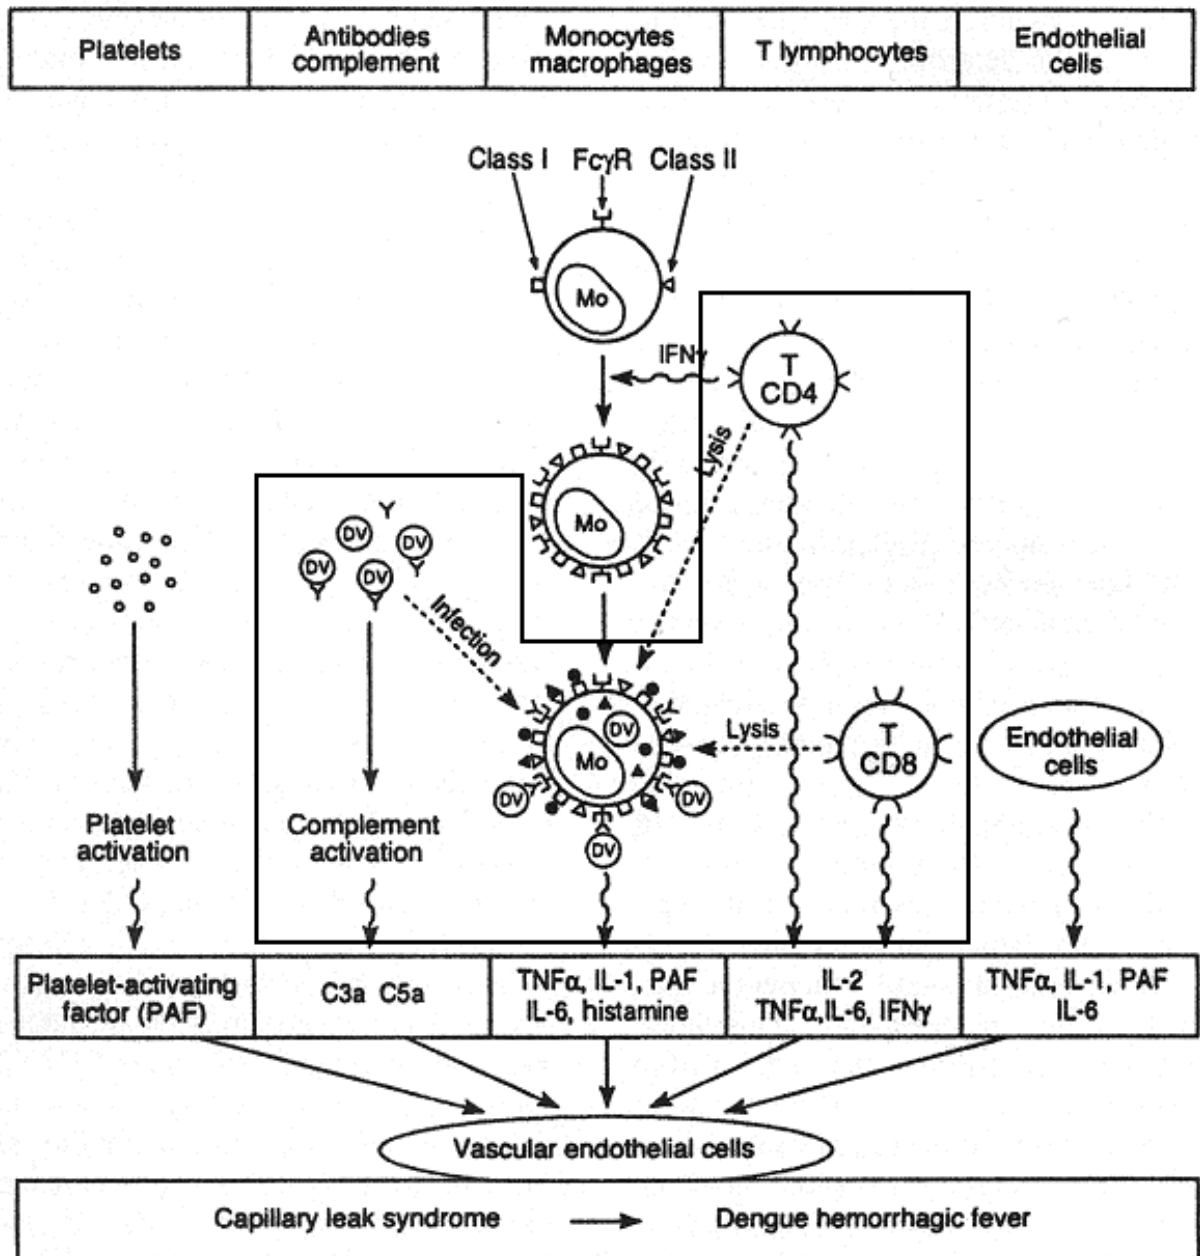 Platelets
Antibodies
complement
Monocytes
macrophages
T lymphocytes
Endothelial
cells
Class I FcγR Class II
Mo
IFNγ
T
CD4
Lysis
Mo
DV
DV
DV
DV
Infection
DV
Mo
DV
DV
DV
Lysis
T
CD8
Endothelial
cells
Platelet
activation
Complement
activation
Platelet-activating
factor (PAF)
C3a C5a
TNFα, IL-1, PAF
IL-6, histamine
IL-2
TNFα,IL-6, IFNγ
TNFα, IL-1, PAF
IL-6
Vascular endothelial cells
Capillary leak syndrome
Dengue hemorrhagic fever